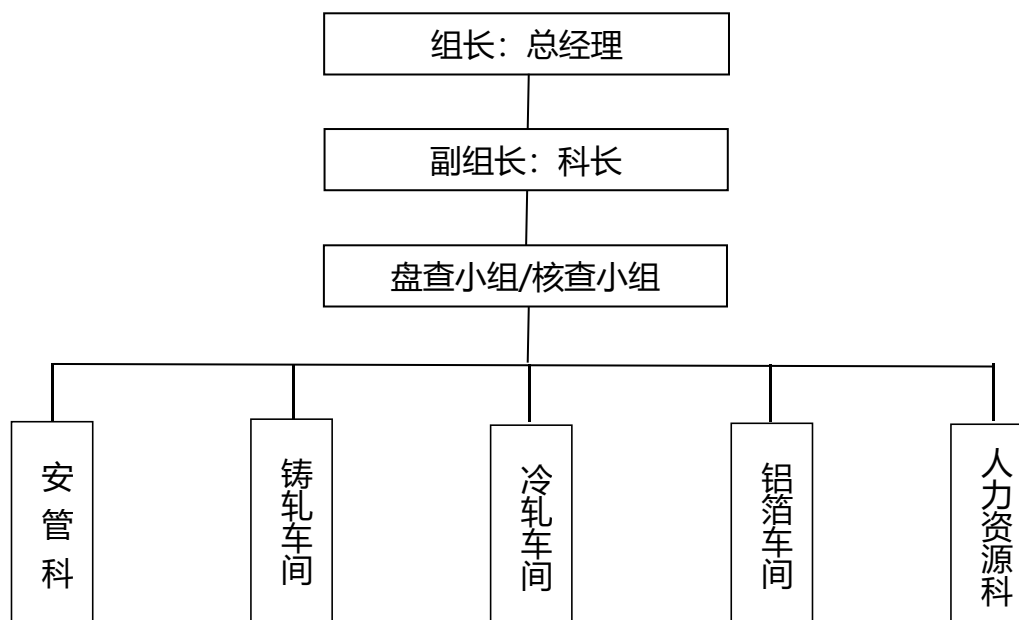 组长：总经理
副组长：科长
盘查小组/核查小组
安管科
铸轧车间
冷轧车间
铝箔车间
人力资源科